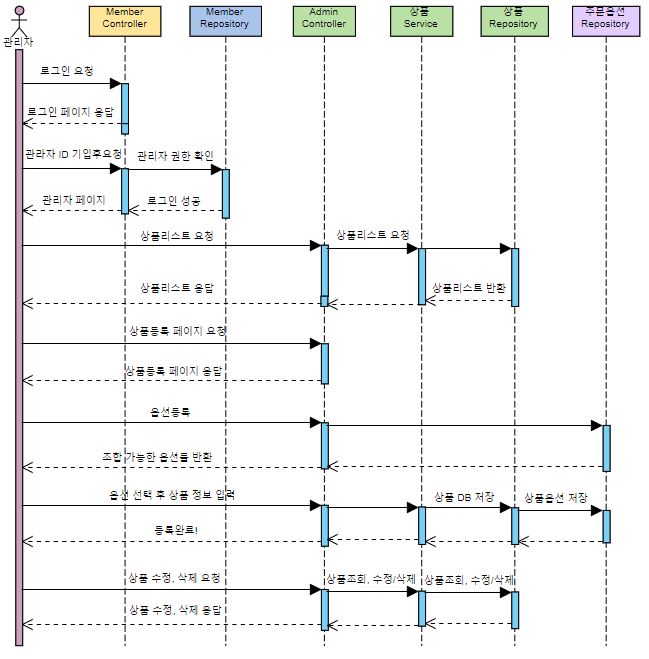 Member
Controller
Member
Repository
Admin
Controller
상품
Service
상품
Repository
주문옵션
Repository
관리자
로그인 요청
로그인 페이지 응답
관라자 ID 기입후요청
관리자 권한 확인
관리자 페이지
로그인 성공
상품리스트 요청
상품리스트 요청
상품리스트 응답
상품리스트 반환
상품등록 페이지 요청
상품등록 페이지 응답
옵션등록
조합 가능한 옵션들 반환
옵션 선택 후 상품 정보 입력
상품 DB 저장
상품옵션 저장
등록완료!
상품 수정, 삭제 요청
상품조회, 수정/삭제
상품조회, 수정/삭제
상품 수정, 삭제 응답